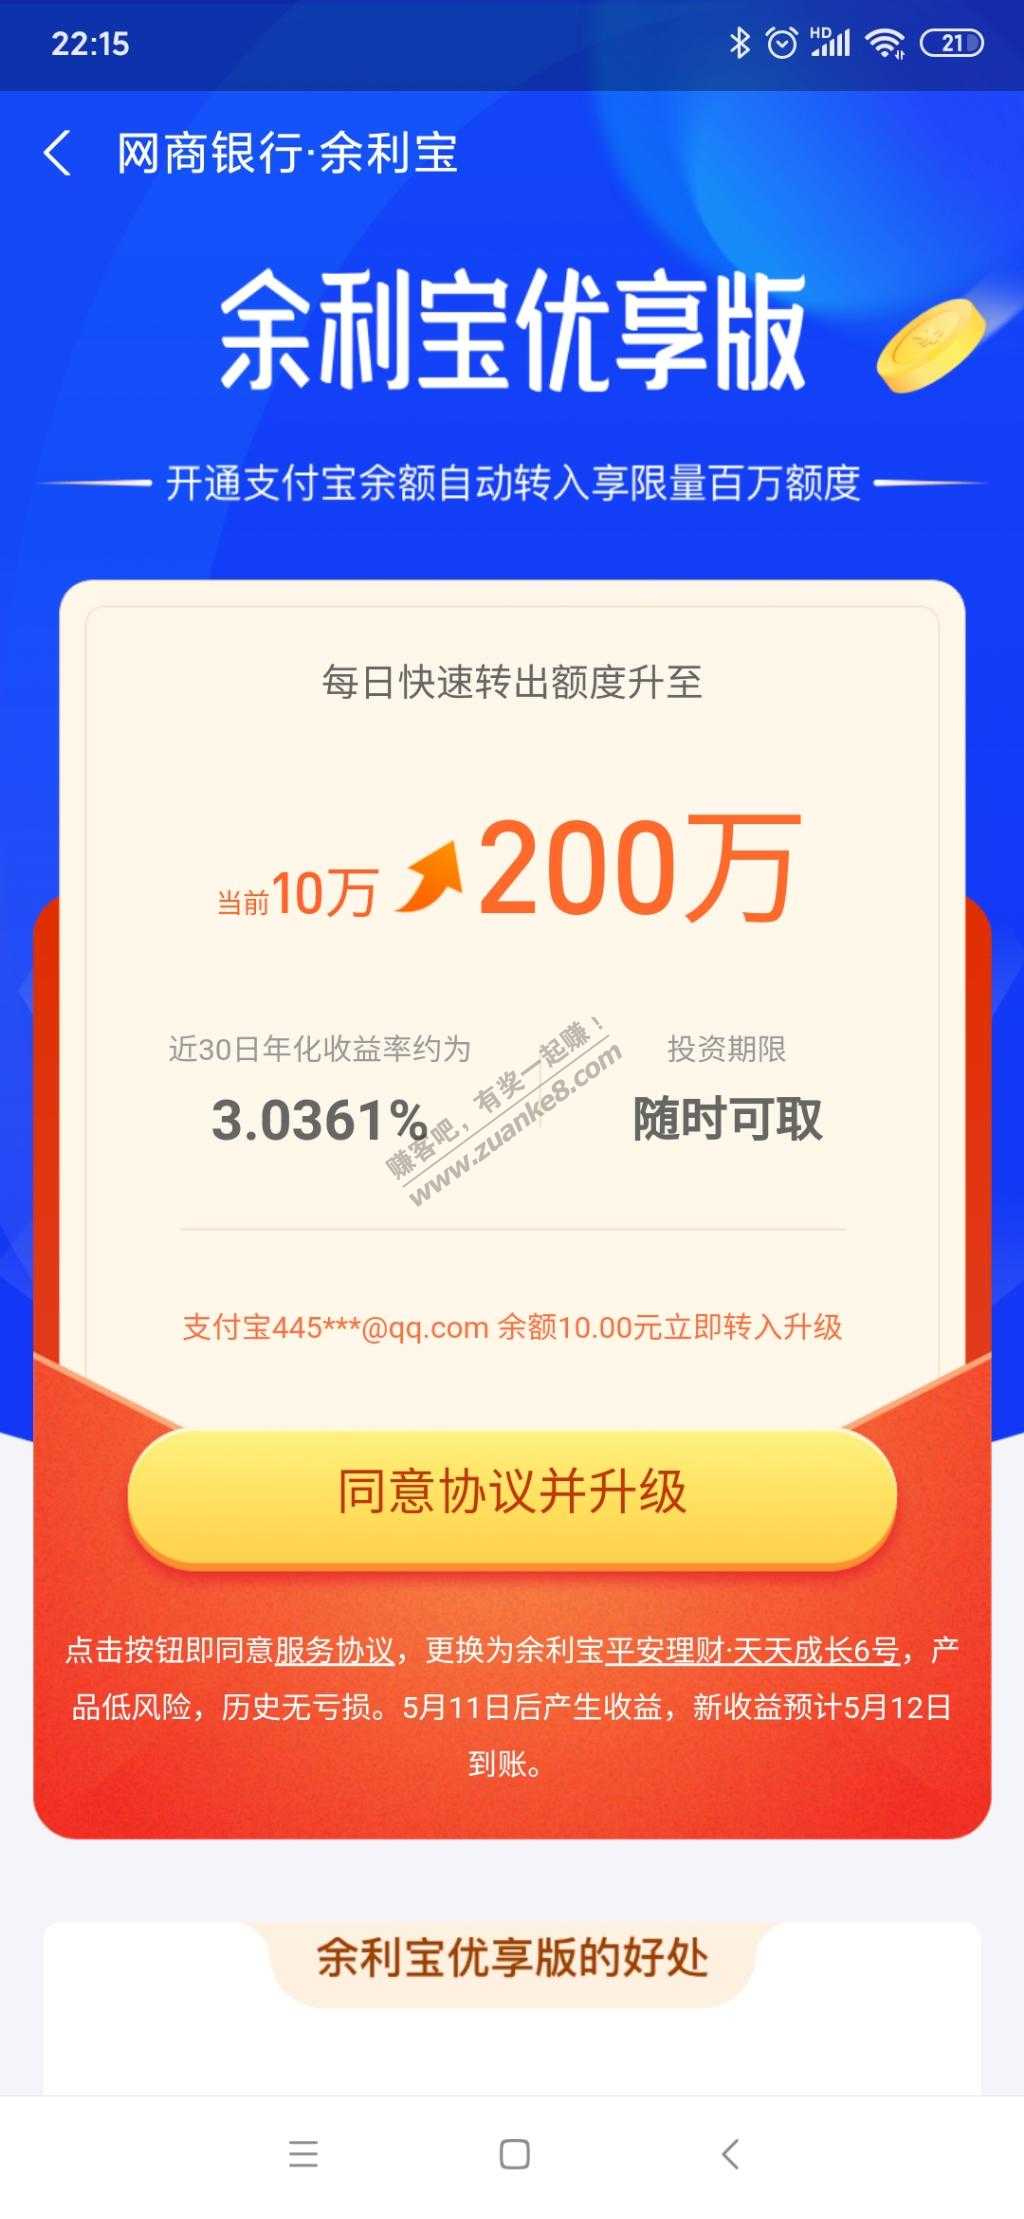 22:15
HD
21
网商银行·余利宝
余利宝优享版
开通支付宝余额自动转入享限量百万额度
每日快速转出额度升至
当前10万 200万
近30日年化收益率约为 投资期限
3.0361% 随时可取
赚客吧，有奖一起赚！
www.zuanke8.com
支付宝445***@qq.com 余额10.00元立即转入升级
同意协议并升级
点击按钮即同意服务协议，更换为余利宝平安理财·天天成长6号，产
品低风险，历史无亏损。5月11日后产生收益，新收益预计5月12日
到账。
余利宝优享版的好处